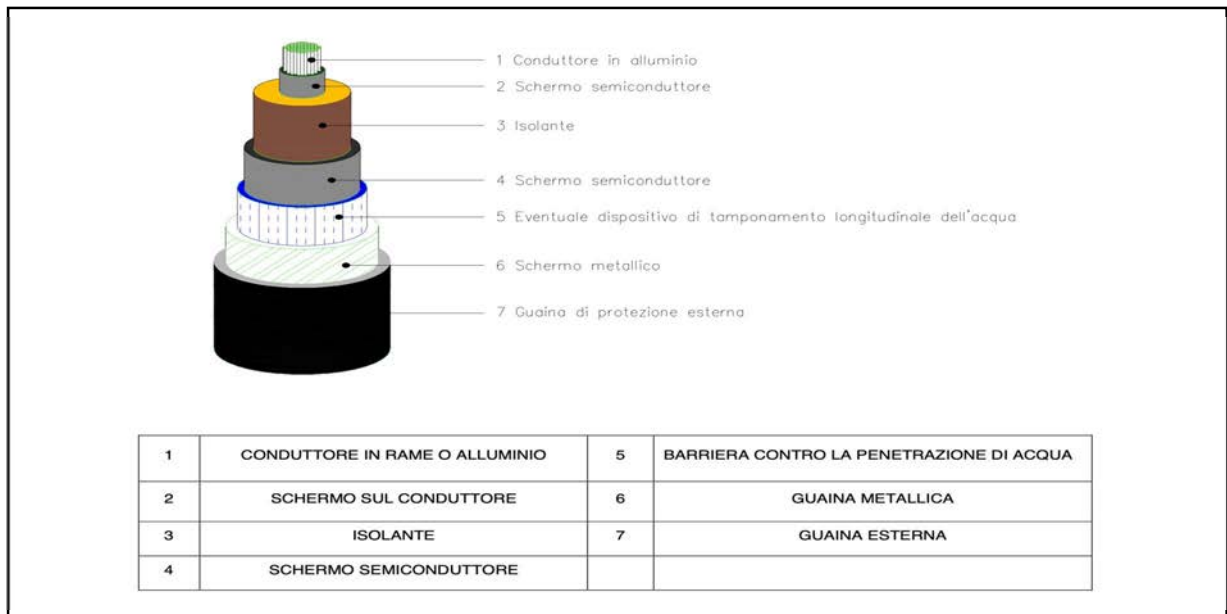 1 Conduttore in alluminio
2 Schermo semiconduttore
3 Isolante
4 Schermo semiconduttore
5 Eventuale dispositivo di tamponamento longitudinale dell'acqua
6 Schermo metallico
7 Guaina di protezione esterna
1 CONDUTTORE IN RAME O ALLUMINIO 5 BARRIERA CONTRO LA PENETRAZIONE DI ACQUA
2 SCHERMO SUL CONDUTTORE 6 GUAINA METALLICA
3 ISOLANTE 7 GUAINA ESTERNA
4 SCHERMO SEMICONDUTTORE